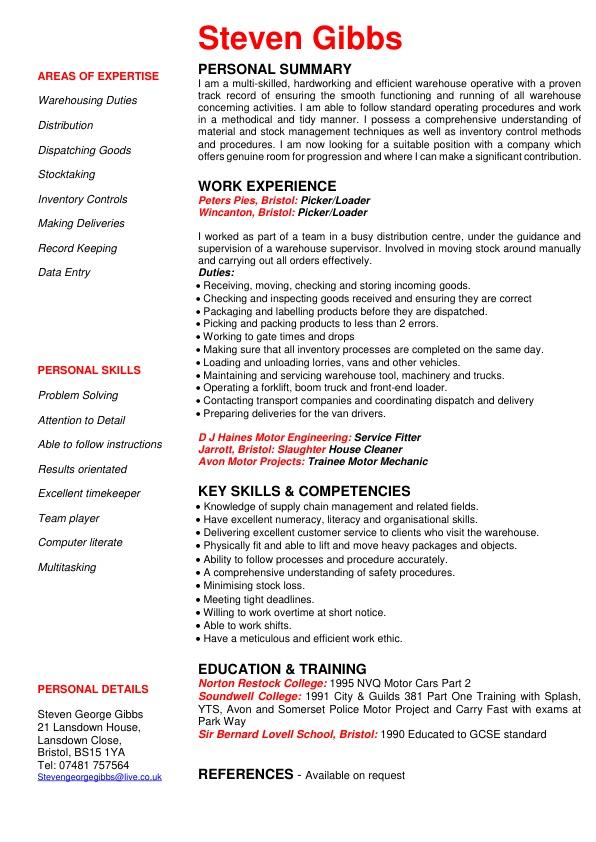 Steven Gibbs
AREAS OF EXPERTISE
Warehousing Duties
Distribution
Dispatching Goods
Stocktaking
Inventory Controls
Making Deliveries
Record Keeping
Data Entry
PERSONAL SKILLS
Problem Solving
Attention to Detail
Able to follow instructions
Results orientated
Excellent timekeeper
Team player
Computer literate
Multitasking
PERSONAL DETAILS
Steven George Gibbs
21 Lansdown House,
Lansdown Close,
Bristol, BS15 1YA
Tel: 07481 757564
Stevengeorgegibbs@live.co.uk
PERSONAL SUMMARY
I am a multi-skilled, hardworking and efficient warehouse operative with a proven
track record of ensuring the smooth functioning and running of all warehouse
concerning activities. I am able to follow standard operating procedures and work
in a methodical and tidy manner. I possess a comprehensive understanding of
material and stock management techniques as well as inventory control methods
and procedures. I am now looking for a suitable position with a company which
offers genuine room for progression and where I can make a significant contribution.
WORK EXPERIENCE
Peters Pies, Bristol: Picker/Loader
Wincanton, Bristol: Picker/Loader
I worked as part of a team in a busy distribution centre, under the guidance and
supervision of a warehouse supervisor. Involved in moving stock around manually
and carrying out all orders effectively.
Duties:
• Receiving, moving, checking and storing incoming goods.
• Checking and inspecting goods received and ensuring they are correct
• Packaging and labelling products before they are dispatched.
• Picking and packing products to less than 2 errors.
• Working to gate times and drops
• Making sure that all inventory processes are completed on the same day.
• Loading and unloading lorries, vans and other vehicles.
• Maintaining and servicing warehouse tool, machinery and trucks.
• Operating a forklift, boom truck and front-end loader.
• Contacting transport companies and coordinating dispatch and delivery
• Preparing deliveries for the van drivers.
D J Haines Motor Engineering: Service Fitter
Jarrott, Bristol: Slaughter House Cleaner
Avon Motor Projects: Trainee Motor Mechanic
KEY SKILLS & COMPETENCIES
• Knowledge of supply chain management and related fields.
• Have excellent numeracy, literacy and organisational skills.
• Delivering excellent customer service to clients who visit the warehouse.
• Physically fit and able to lift and move heavy packages and objects.
• Ability to follow processes and procedure accurately.
• A comprehensive understanding of safety procedures.
• Minimising stock loss.
• Meeting tight deadlines.
• Willing to work overtime at short notice.
• Able to work shifts.
• Have a meticulous and efficient work ethic.
EDUCATION & TRAINING
Norton Restock College: 1995 NVQ Motor Cars Part 2
Soundwell College: 1991 City & Guilds 381 Part One Training with Splash,
YTS, Avon and Somerset Police Motor Project and Carry Fast with exams at
Park Way
Sir Bernard Lovell School, Bristol: 1990 Educated to GCSE standard
REFERENCES - Available on request